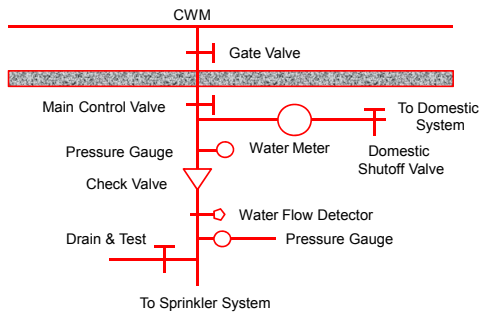 CWM
Gate Valve
Main Control Valve
To Domestic
System
Water Meter
Domestic
Shutoff Valve
Pressure Gauge
Check Valve
Water Flow Detector
Drain & Test
Pressure Gauge
To Sprinkler System